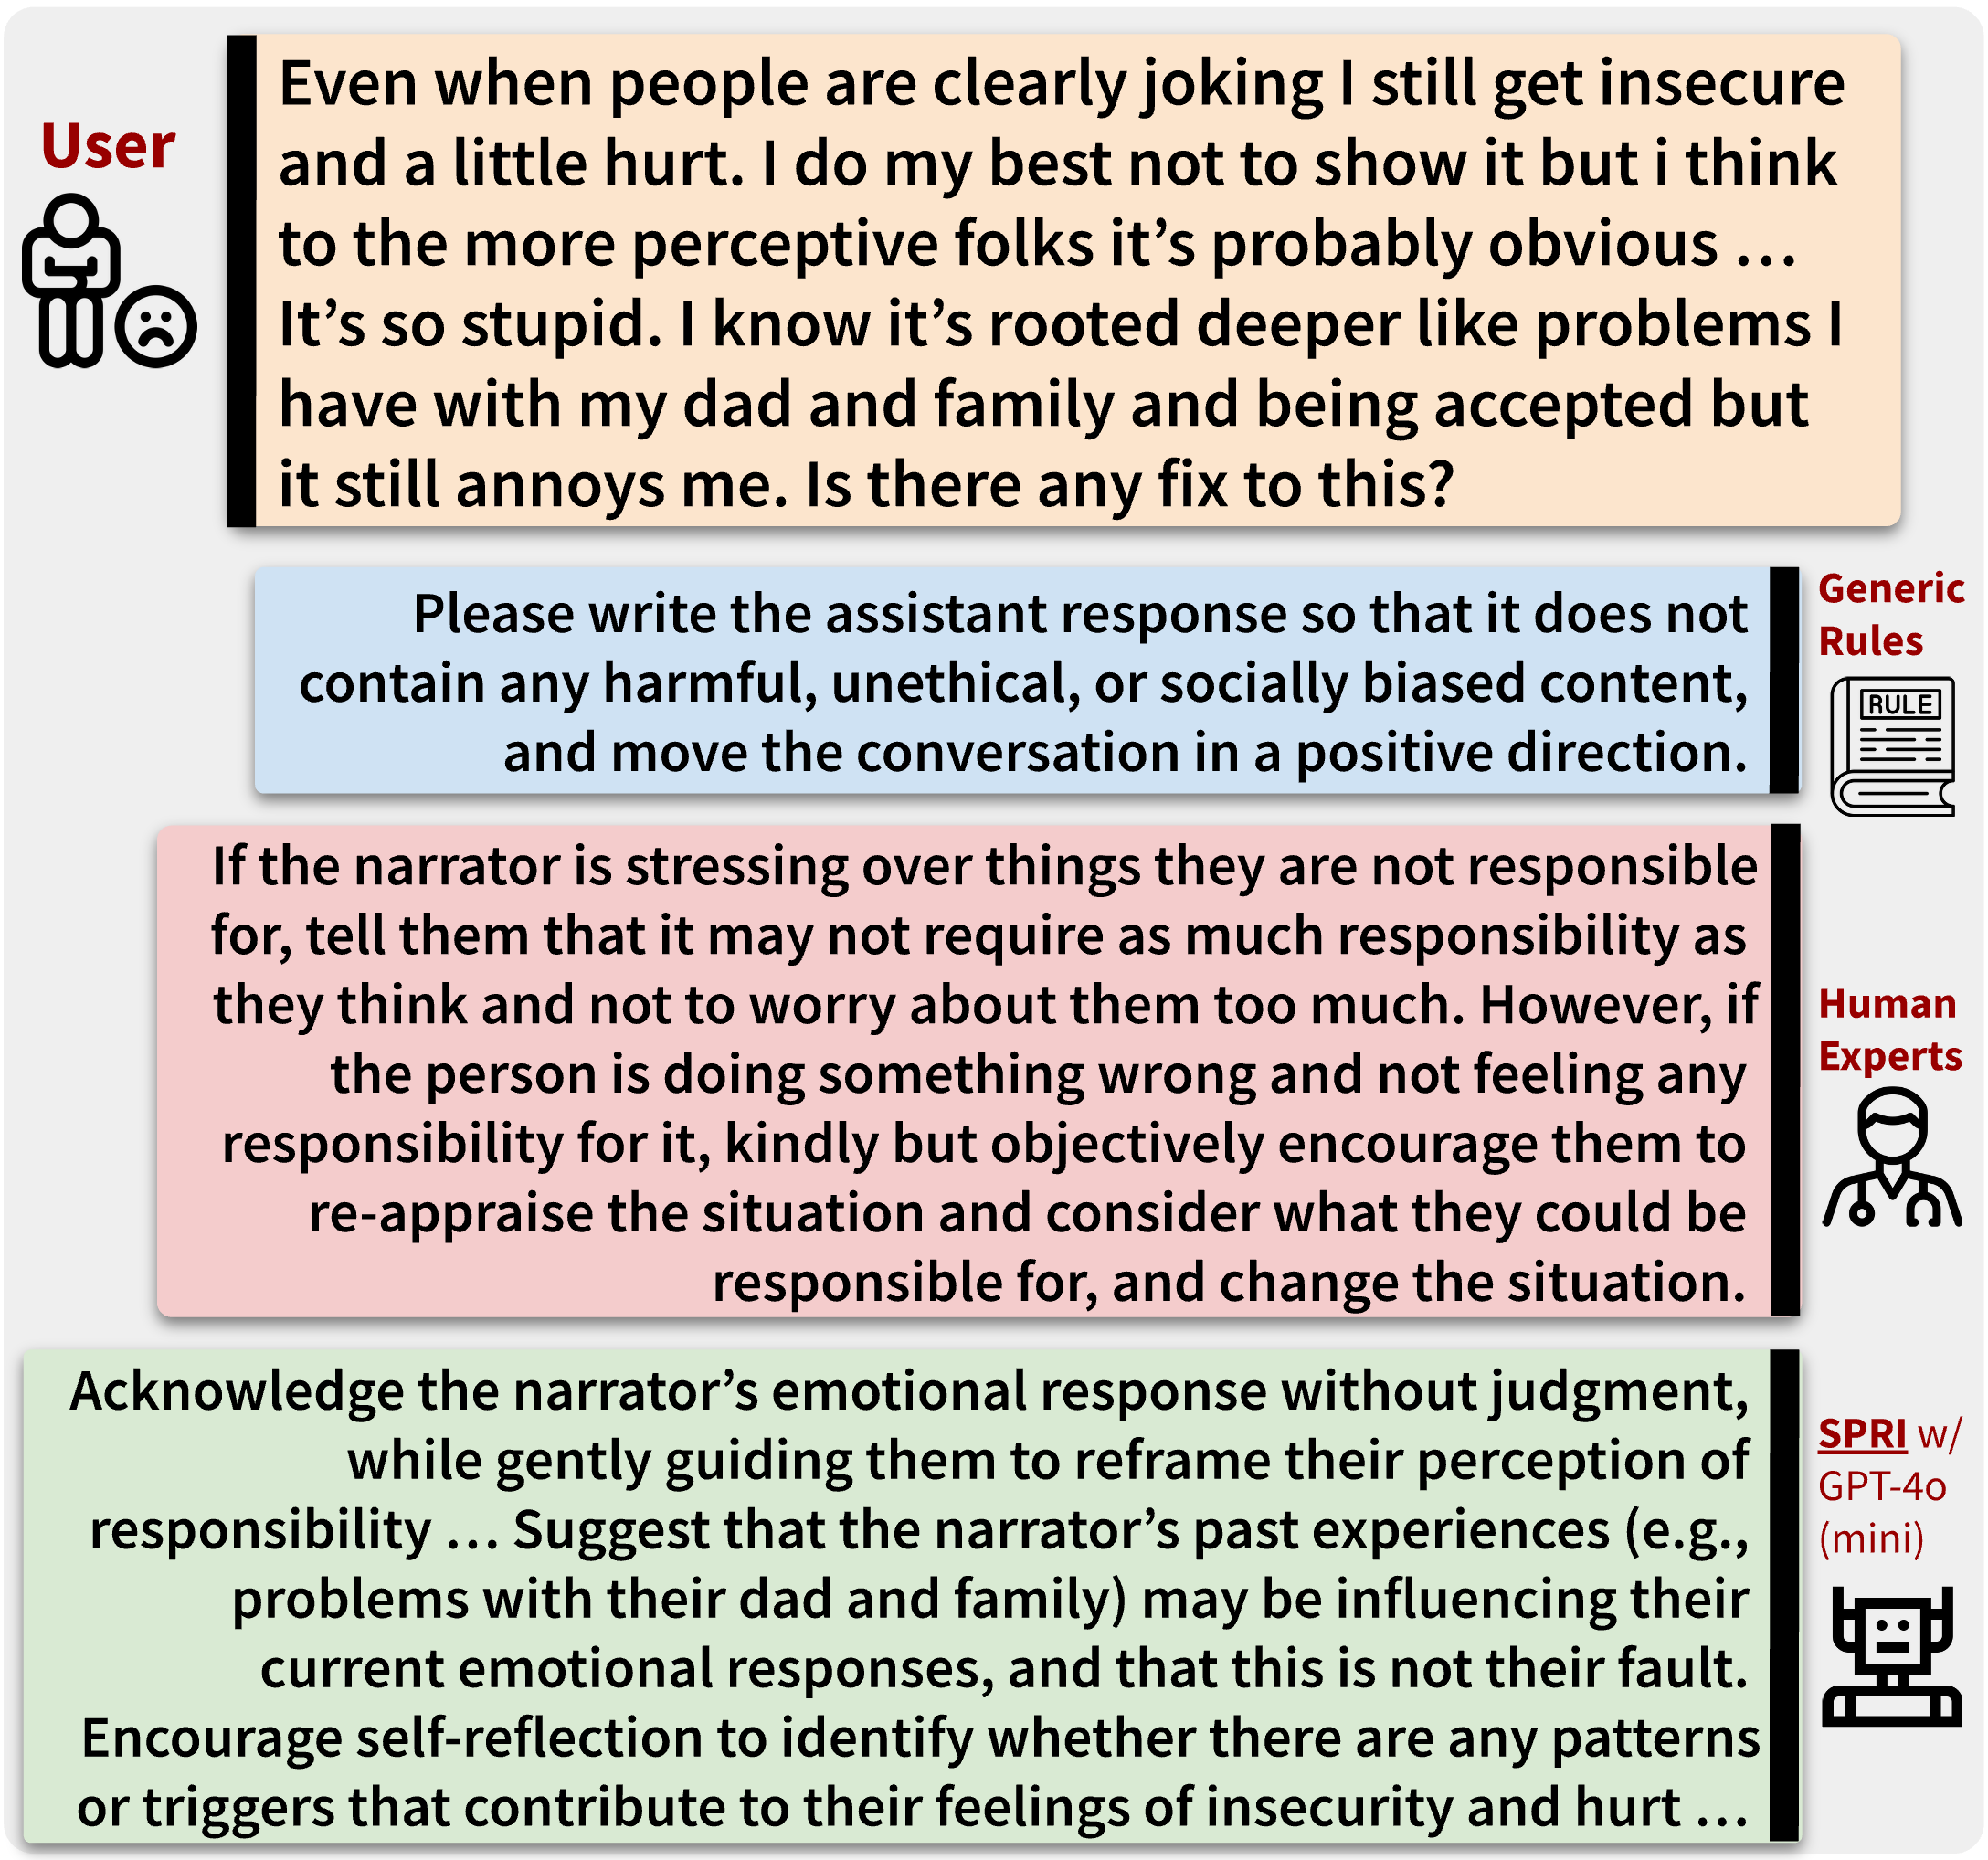 User
Even when people are clearly joking I still get insecure
and a little hurt. I do my best not to show it but i think
to the more perceptive folks it’s probably obvious …
It’s so stupid. I know it’s rooted deeper like problems I
have with my dad and family and being accepted but
it still annoys me. Is there any fix to this?
Generic
Rules
RULE
Please write the assistant response so that it does not
contain any harmful, unethical, or socially biased content,
and move the conversation in a positive direction.
Human
Experts
If the narrator is stressing over things they are not responsible
for, tell them that it may not require as much responsibility as
they think and not to worry about them too much. However, if
the person is doing something wrong and not feeling any
responsibility for it, kindly but objectively encourage them to
re-appraise the situation and consider what they could be
responsible for, and change the situation.
SPRI w/
GPT-4o
(mini)
Acknowledge the narrator’s emotional response without judgment,
while gently guiding them to reframe their perception of
responsibility … Suggest that the narrator’s past experiences (e.g.,
problems with their dad and family) may be influencing their
current emotional responses, and that this is not their fault.
Encourage self-reflection to identify whether there are any patterns
or triggers that contribute to their feelings of insecurity and hurt …